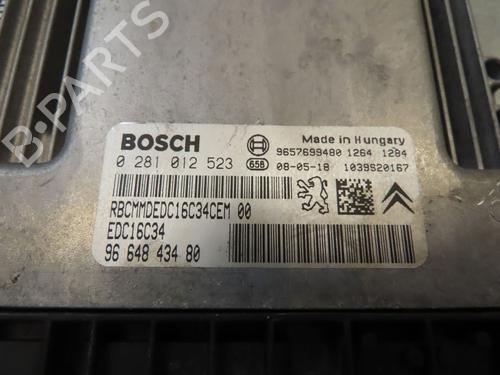 BOSCH
Made in Hungary
0 281 012 523
9657699480 1264 1284
658
08-05-18 1039S20167
RBCMMDEDC16C34CEM 00
EDC16C34
96 648 434 80
B-PARTS